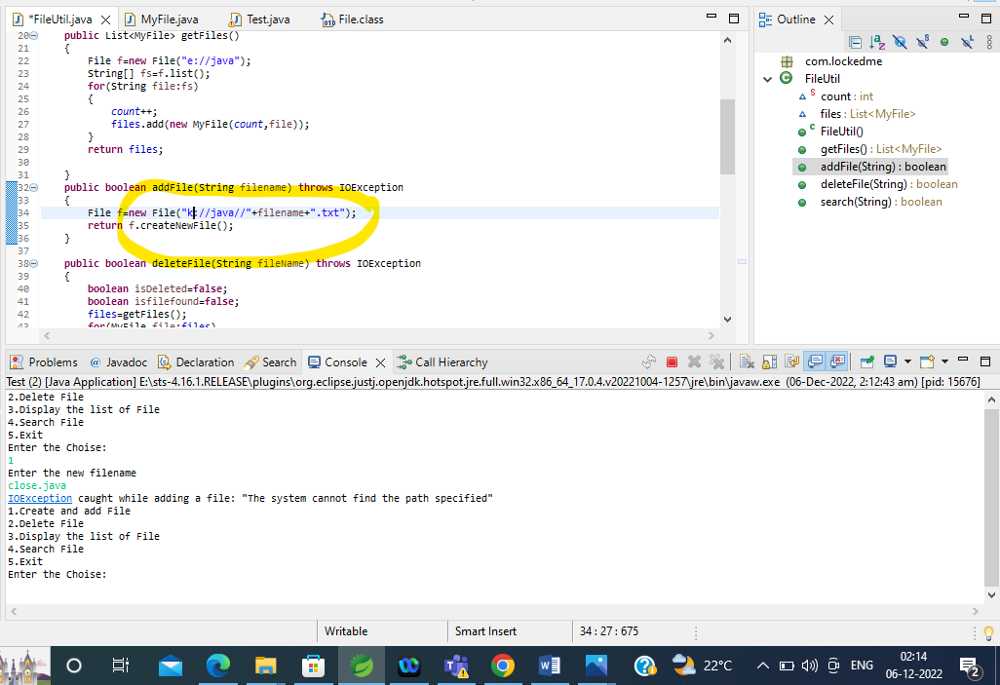 *FileUtil.java
MyFile.java
Test.java
File.class
20 public List<MyFile> getFiles()
21 {
22 File f=new File("e://java");
23 String[] fs=f.list();
24 for(String file:fs)
25 {
26 count++;
27 files.add(new MyFile(count,file));
28 }
29 return files;
30
31 }
32 public boolean addFile(String filename) throws IOException
33 {
34 File f=new File("k://java//"+filename+".txt");
35 return f.createNewFile();
36 }
37
38 public boolean deleteFile(String fileName) throws IOException
39 {
40 boolean isDeleted=false;
41 boolean isfilefound=false;
42 files=getFiles();
43 for(MyFile file:files)
Outline
com.lockedme
FileUtil
count : int
files : List<MyFile>
FileUtil()
getFiles() : List<MyFile>
addFile(String) : boolean
deleteFile(String) : boolean
search(String) : boolean
Problems
Javadoc
Declaration
Search
Console
Call Hierarchy
Test (2) [Java Application] E:\sts-4.16.1.RELEASE\plugins\org.eclipse.justj.openjdk.hotspot.jre.full.win32.x86_64_17.0.4.v20221004-1257\jre\bin\javaw.exe (06-Dec-2022, 2:12:43 am) [pid: 15676]
2.Delete File
3.Display the list of File
4.Search File
5.Exit
Enter the Choise:
1
Enter the new filename
close.java
IOException caught while adding a file: "The system cannot find the path specified"
1.Create and add File
2.Delete File
3.Display the list of File
4.Search File
5.Exit
Enter the Choise:
Writable
Smart Insert
34 : 27 : 675
22°C
ENG
02:14
06-12-2022
2